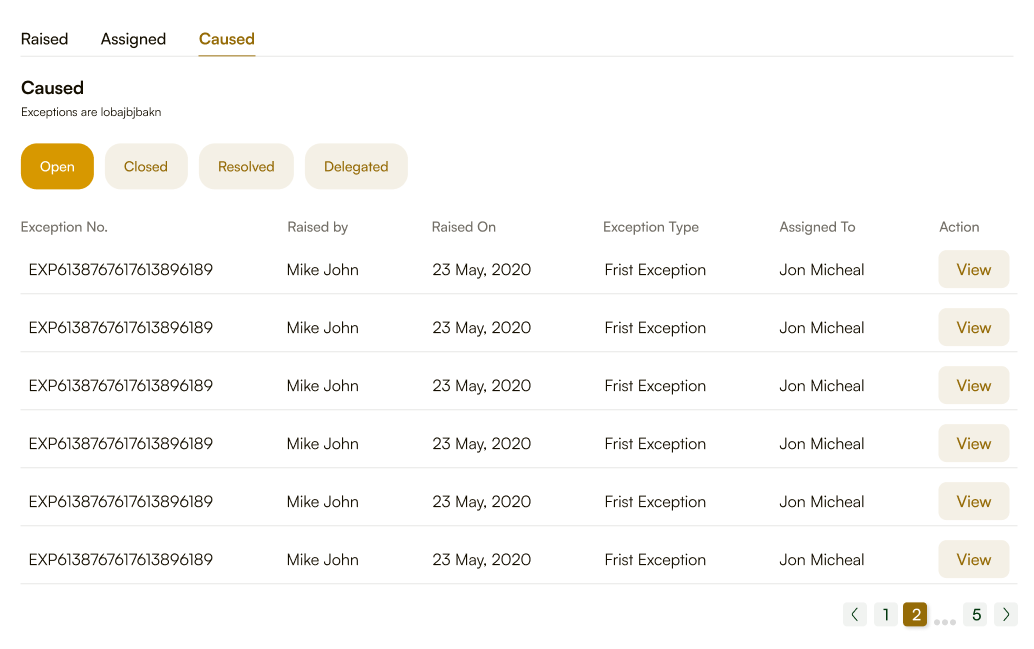 Raised Assigned Caused
Caused
Exceptions are lobajbjbakn
Open Closed Resolved Delegated
Exception No. Raised by Raised On Exception Type Assigned To Action
EXP6138767617613896189 Mike John 23 May, 2020 Frist Exception Jon Micheal View
EXP6138767617613896189 Mike John 23 May, 2020 Frist Exception Jon Micheal View
EXP6138767617613896189 Mike John 23 May, 2020 Frist Exception Jon Micheal View
EXP6138767617613896189 Mike John 23 May, 2020 Frist Exception Jon Micheal View
EXP6138767617613896189 Mike John 23 May, 2020 Frist Exception Jon Micheal View
EXP6138767617613896189 Mike John 23 May, 2020 Frist Exception Jon Micheal View
1 2 ... 5